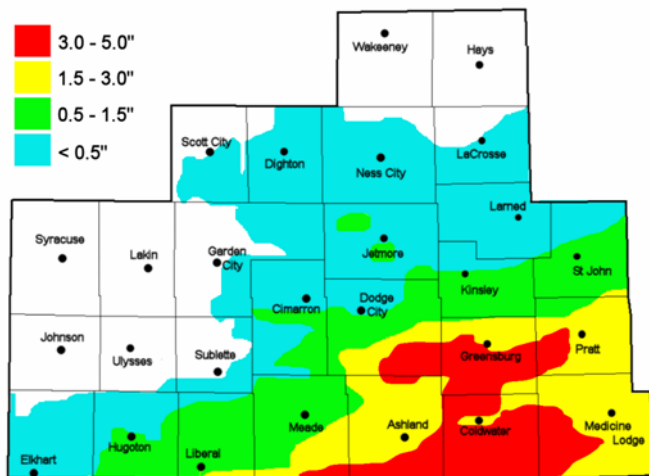 3.0 - 5.0"
1.5 - 3.0"
0.5 - 1.5"
< 0.5"
Wakeeney
Hays
Scott City
Dighton
Ness City
LaCrosse
Larned
Syracuse
Lakin
Garden
City
Jetmore
St John
Kinsley
Cimarron
Dodge
City
Johnson
Ulysses
Sublette
Greensburg
Pratt
Elkhart
Hugoton
Liberal
Meade
Ashland
Coldwater
Medicine
Lodge